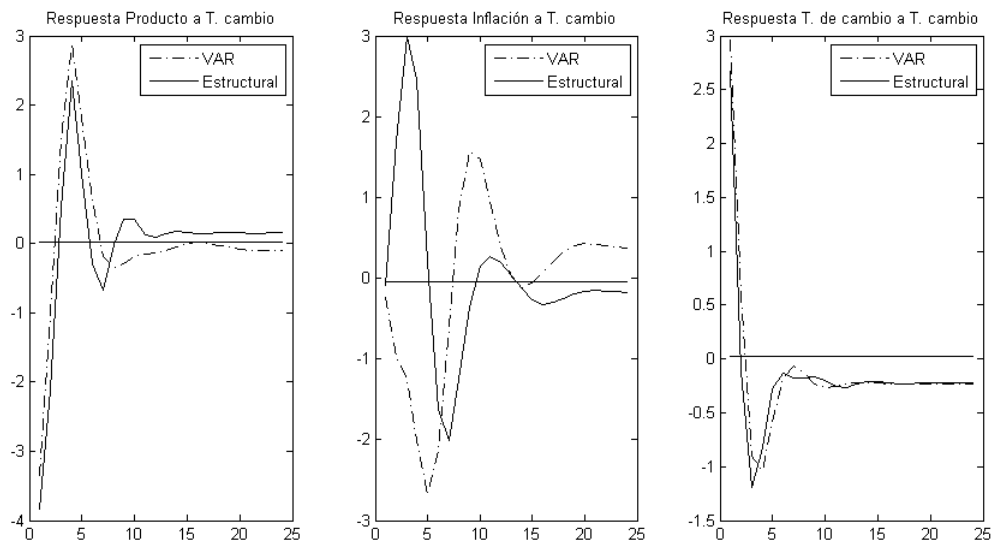 Respuesta Producto a T. cambio
VAR
Estructural
3
2
1
0
-1
-2
-3
-4
0 5 10 15 20 25
Respuesta Inflación a T. cambio
VAR
Estructural
3
2
1
0
-1
-2
-3
0 5 10 15 20 25
Respuesta T. de cambio a T. cambio
VAR
Estructural
3
2.5
2
1.5
1
0.5
0
-0.5
-1
-1.5
0 5 10 15 20 25